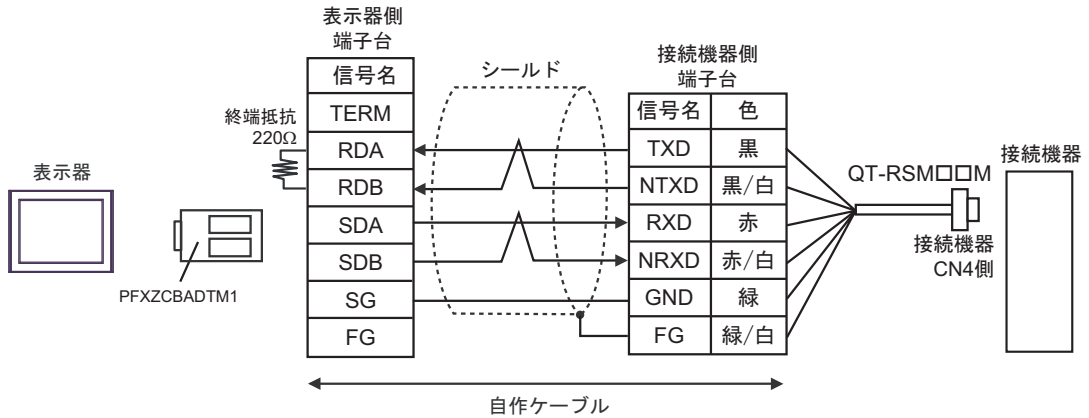 表示器側
端子台
信号名
TERM
RDA
RDB
SDA
SDB
SG
FG
終端抵抗
220Ω
シールド
接続機器側
端子台
信号名 色
TXD 黒
NTXD 黒/白
RXD 赤
NRXD 赤/白
GND 緑
FG 緑/白
表示器
PFXZCBADTM1
QT-RSM□□M
接続機器
CN4側
接続機器
自作ケーブル